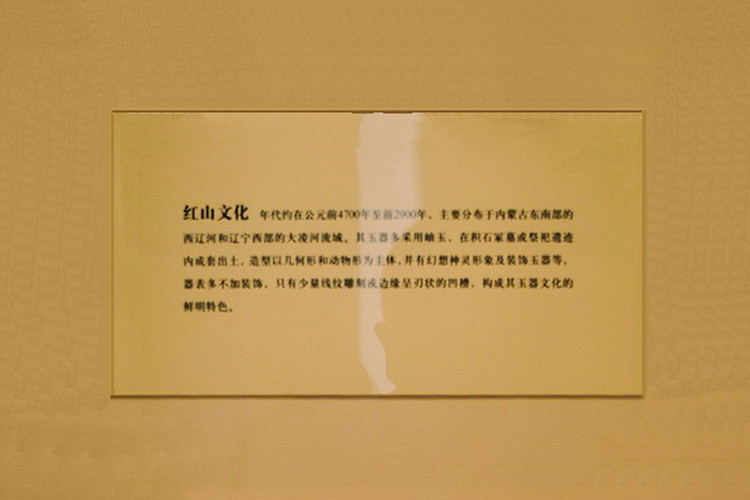 红山文化 年代约在公元前4700年至前2900年。主要分布于内蒙古东南部的
西辽河和辽宁西部的大凌河流域。其玉器多采用岫玉，在积石冢墓或祭祀遗迹
内成套出土，造型以几何形和动物形为主体，并有幻想神灵形象及装饰玉器等。
器表多不加装饰，只有少量线纹雕刻或边缘呈刃状的凹槽，构成其玉器文化的
鲜明特色。